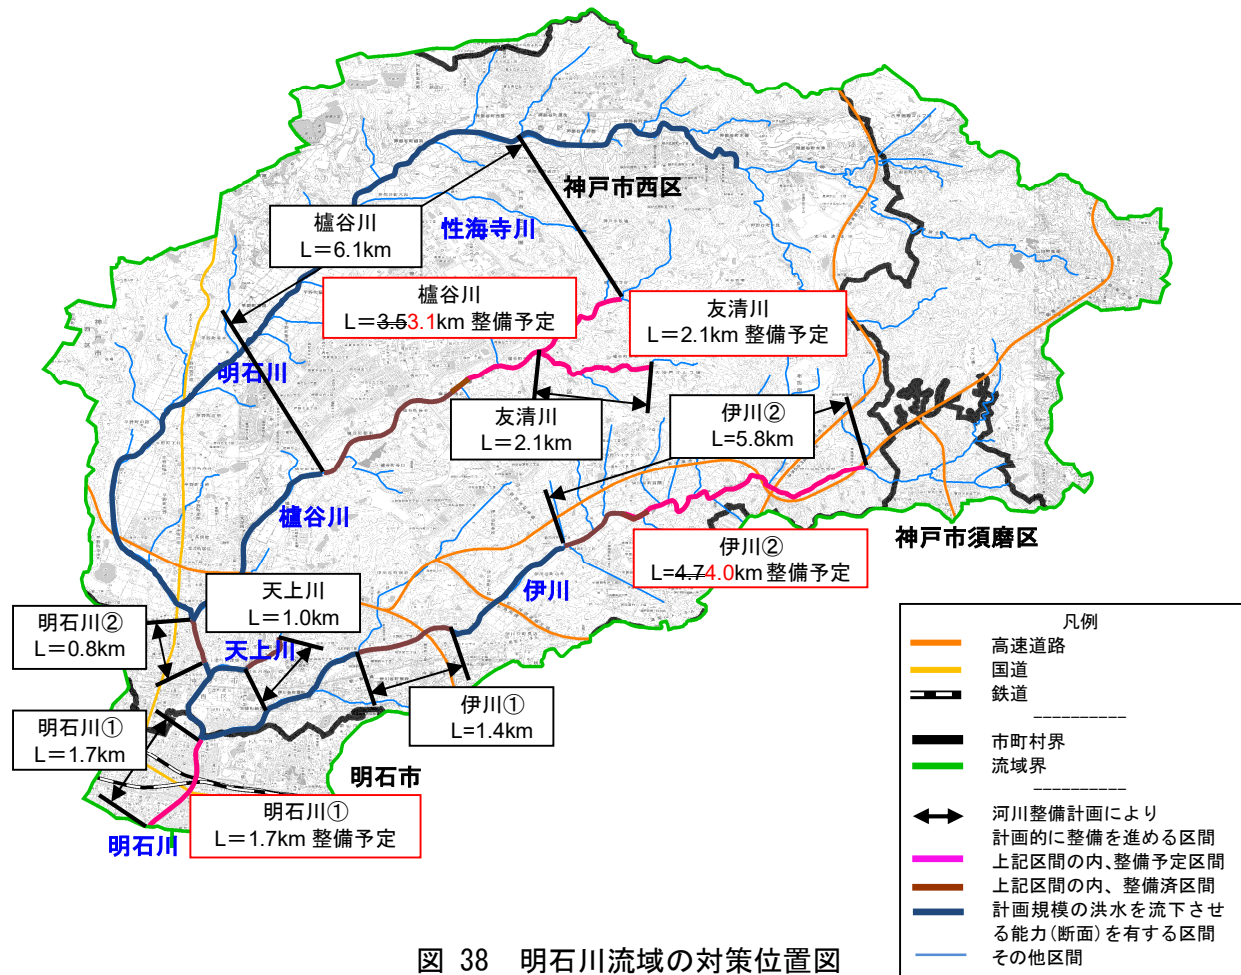 神戸市西区
櫨谷川
L＝6.1km
性海寺川
櫨谷川
L＝3.53.1km 整備予定
友清川
L＝2.1km 整備予定
明石川
友清川
L＝2.1km
伊川②
L=5.8km
櫨谷川
神戸市須磨区
伊川②
L=4.74.0km 整備予定
伊川
天上川
L＝1.0km
明石川②
L＝0.8km
天上川
伊川①
L=1.4km
明石川①
L＝1.7km
明石市
明石川①
L＝1.7km 整備予定
明石川
凡例
高速道路
国道
鉄道
----------
市町村界
流域界
----------
河川整備計画により
計画的に整備を進める区間
上記区間の内、整備予定区間
上記区間の内、整備済区間
計画規模の洪水を流下させ
る能力(断面)を有する区間
その他区間
図 38 明石川流域の対策位置図